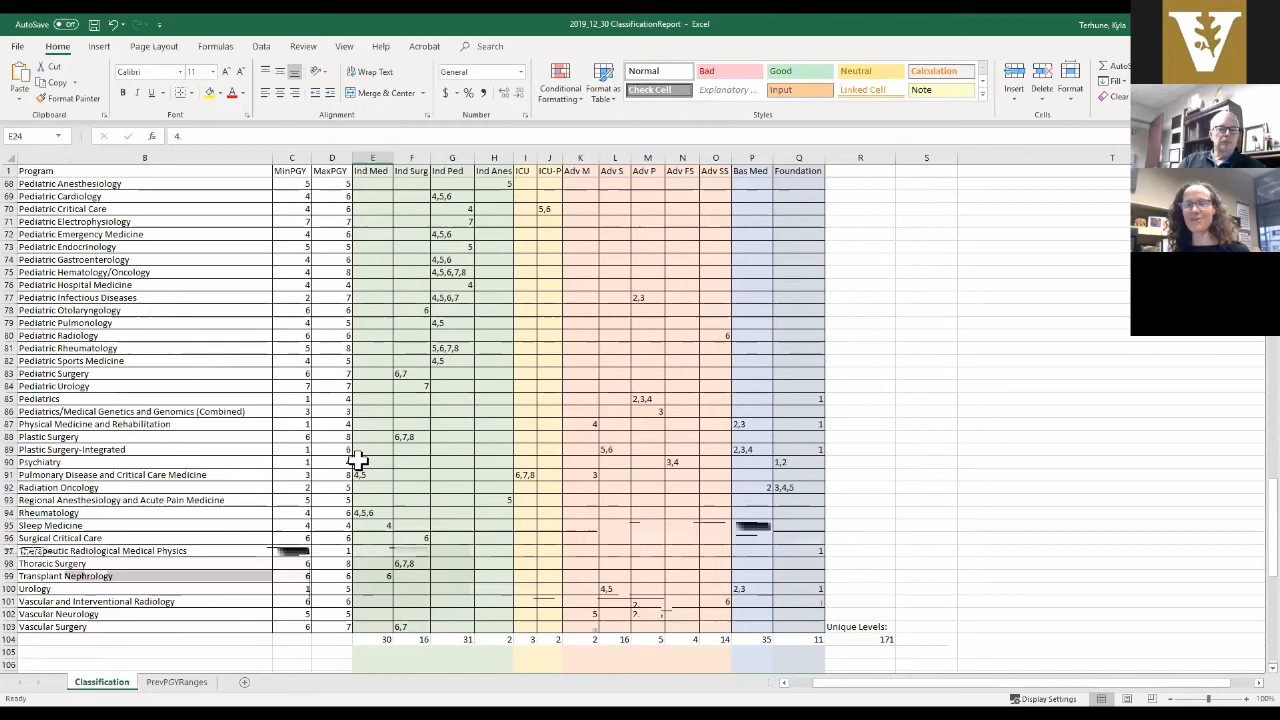 AutoSave Off 2019_12_30 ClassificationReport - Excel Terhune, Kyla
File Home Insert Page Layout Formulas Data Review View Help Acrobat Search
Cut Calibri 11 Wrap Text General Normal Bad Good Neutral Calculation
Copy Fill
Paste Format Painter Merge & Center Conditional Formatting Format as Table Check Cell Explanatory ... Input Linked Cell Note Insert Delete Format Clear
Clipboard Font Alignment Number Styles Cells
E24 fx 4.
B C D E F G H I J K L M N O P Q R S T
1 Program MinPGY MaxPGY Ind Med Ind Surg Ind Ped Ind Anes ICU ICU-P Adv M Adv S Adv P Adv FS Adv SS Bas Med Foundation
68 Pediatric Anesthesiology 5 5 5
69 Pediatric Cardiology 4 6 4,5,6
70 Pediatric Critical Care 4 6 4 5,6
71 Pediatric Electrophysiology 7 7 7
72 Pediatric Emergency Medicine 4 6 4,5,6
73 Pediatric Endocrinology 5 5 5
74 Pediatric Gastroenterology 4 6 4,5,6
75 Pediatric Hematology/Oncology 4 8 4,5,6,7,8
76 Pediatric Hospital Medicine 4 4 4
77 Pediatric Infectious Diseases 2 7 4,5,6,7 2,3
78 Pediatric Otolaryngology 6 6 6
79 Pediatric Pulmonology 4 5 4,5
80 Pediatric Radiology 6 6 6
81 Pediatric Rheumatology 5 8 5,6,7,8
82 Pediatric Sports Medicine 4 5 4,5
83 Pediatric Surgery 6 7 6,7
84 Pediatric Urology 7 7 7
85 Pediatrics 1 4 2,3,4 1
86 Pediatrics/Medical Genetics and Genomics (Combined) 3 3 3
87 Physical Medicine and Rehabilitation 1 4 4 2,3 1
88 Plastic Surgery 6 8 6,7,8
89 Plastic Surgery-Integrated 1 6 5,6 2,3,4 1
90 Psychiatry 1 3,4 1,2
91 Pulmonary Disease and Critical Care Medicine 3 8 4,5 6,7,8 3
92 Radiation Oncology 2 5 2 3,4,5
93 Regional Anesthesiology and Acute Pain Medicine 5 5 5
94 Rheumatology 4 6 4,5,6
95 Sleep Medicine 4 4 4
96 Surgical Critical Care 6 6 6
97 Therapeutic Radiological Medical Physics 1 1
98 Thoracic Surgery 6 8 6,7,8
99 Transplant Nephrology 6 6 6
100 Urology 1 5 4,5 2,3 1
101 Vascular and Interventional Radiology 6 6 6
102 Vascular Neurology 5 5 5
103 Vascular Surgery 6 7 6,7 Unique Levels:
104 30 16 31 2 3 2 2 16 5 4 14 35 11 171
105
106
Classification PrevPGYRanges
Ready Display Settings 100%